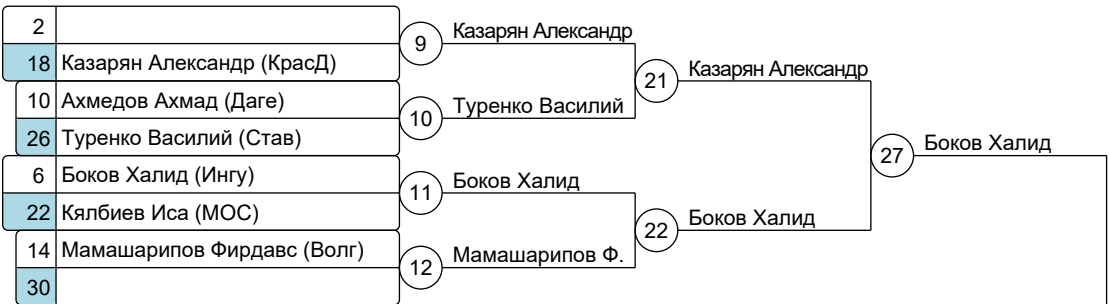 2
18 Казарян Александр (КрасД)
10 Ахмедов Ахмад (Даге)
26 Туренко Василий (Став)
6 Боков Халид (Ингу)
22 Кялбиев Иса (МОС)
14 Мамашарипов Фирдавс (Волг)
30
9
Казарян Александр
10
Туренко Василий
11
Боков Халид
12
Мамашарипов Ф.
21
Казарян Александр
22
Боков Халид
27
Боков Халид